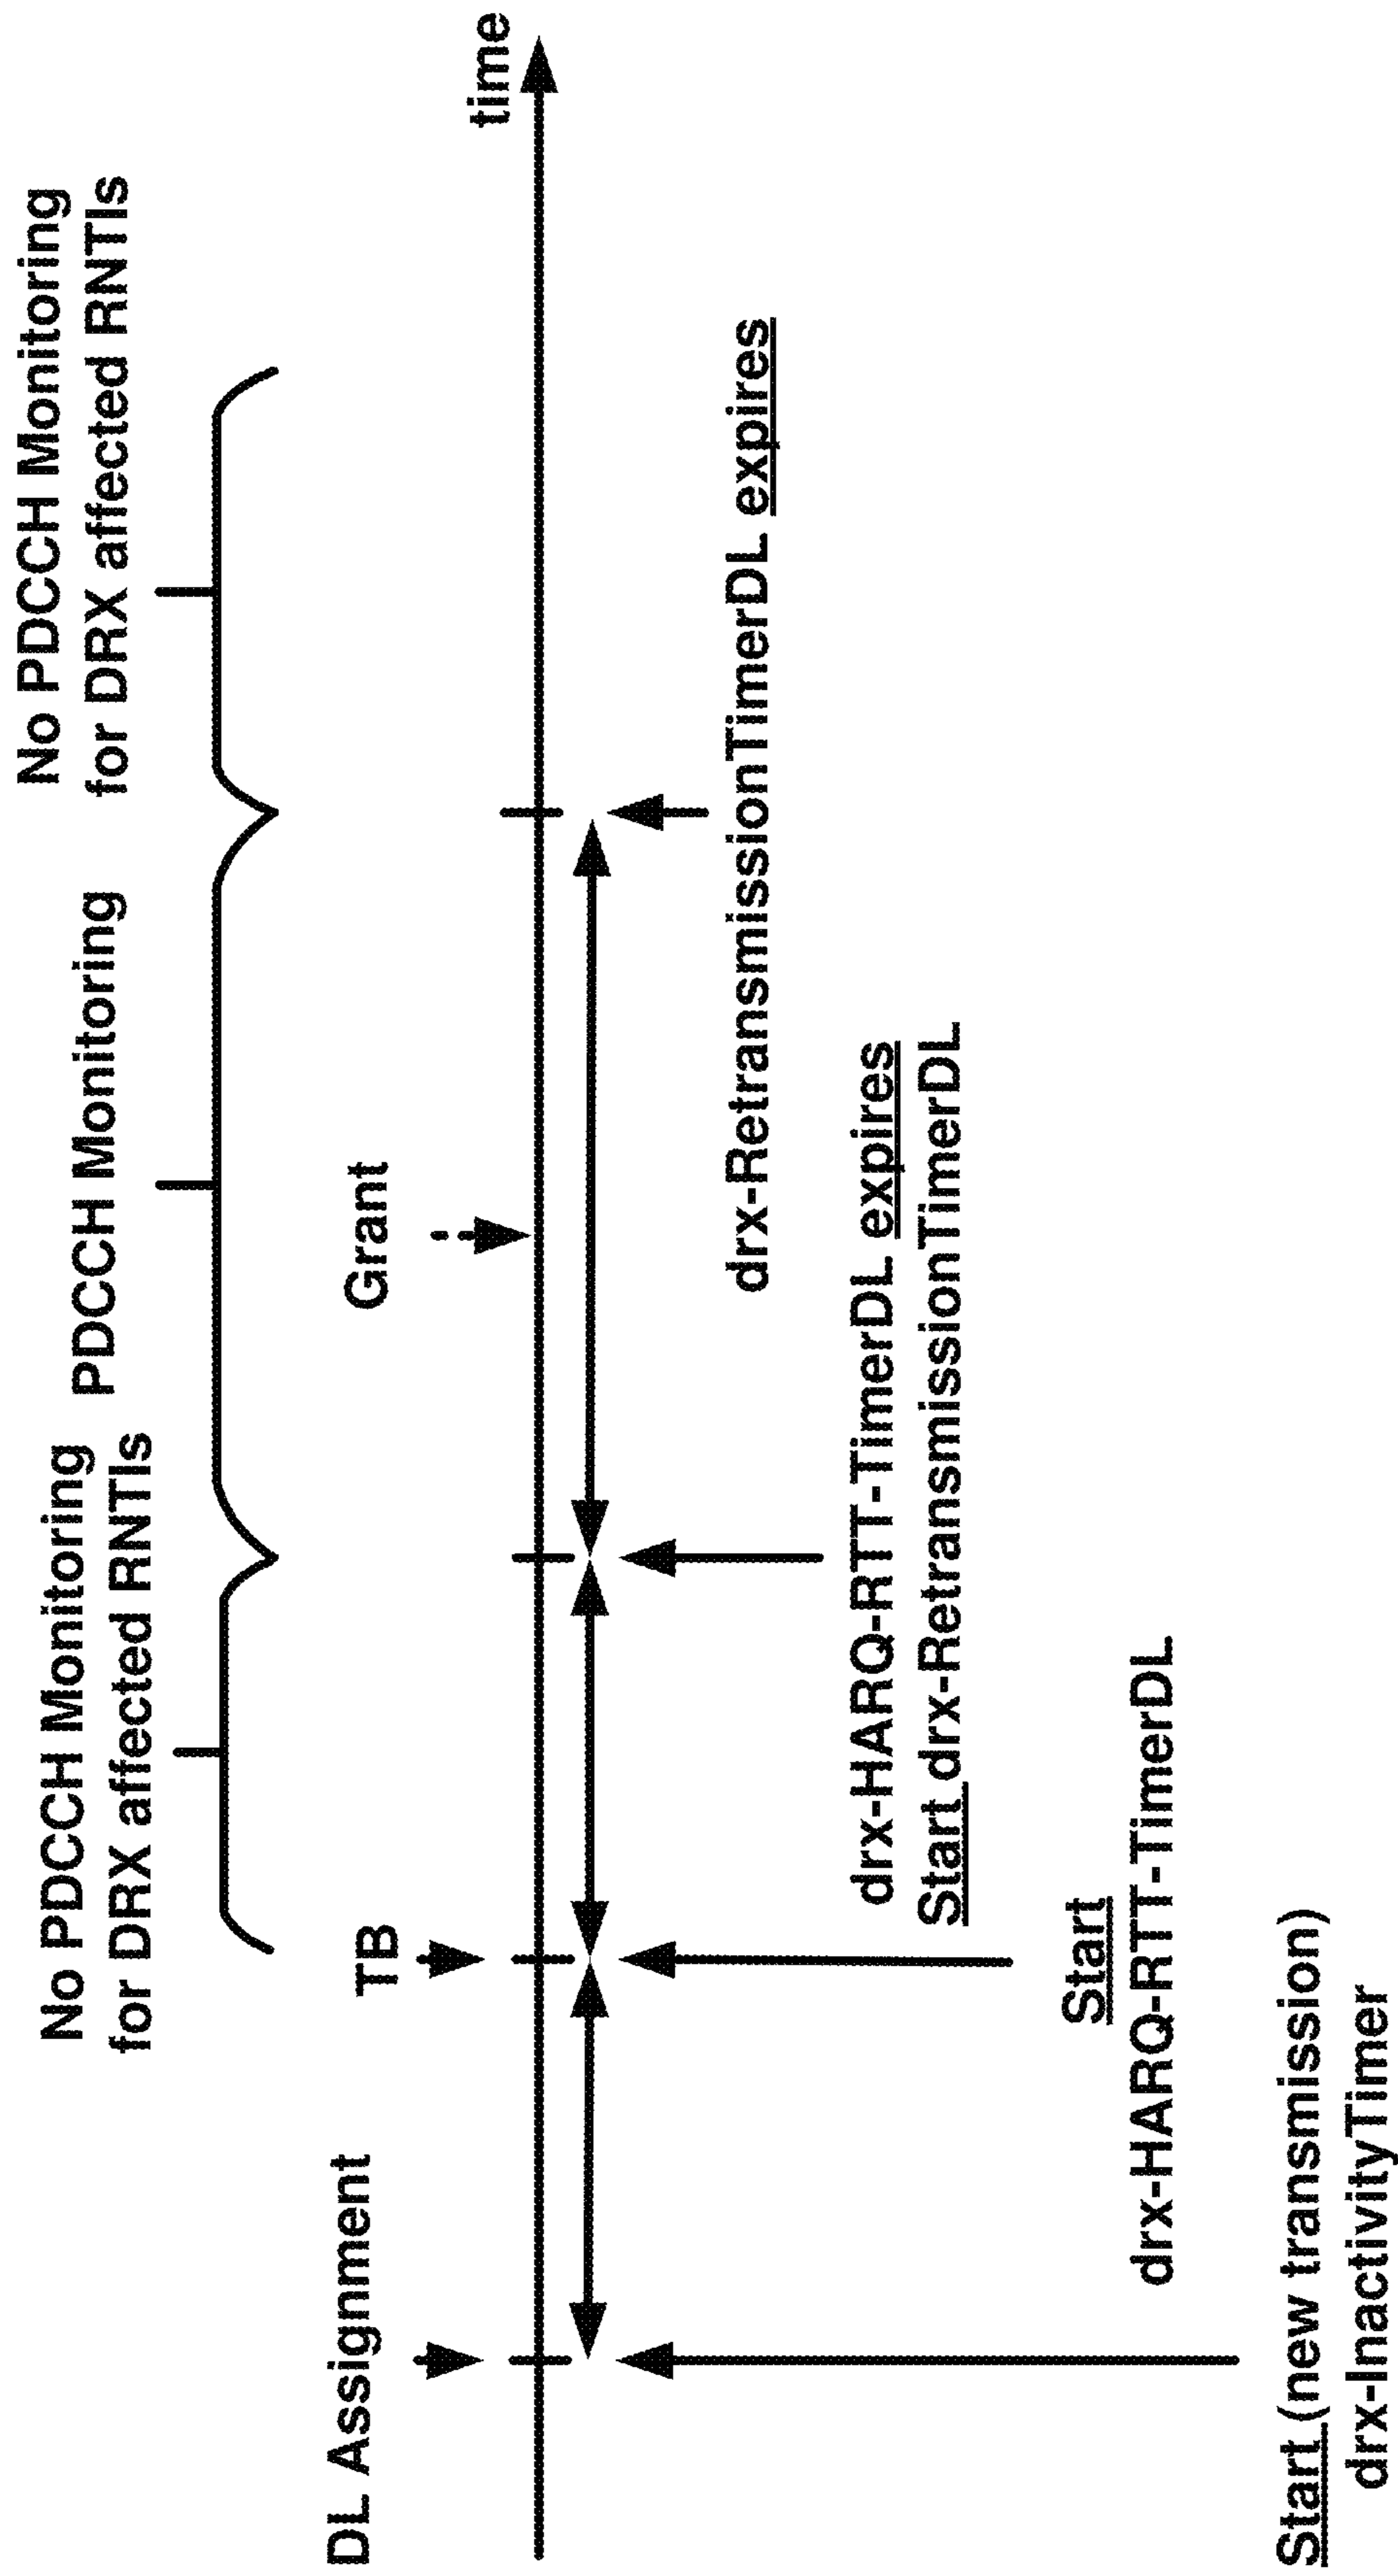 No PDCCH Monitoring
for DRX affected RNTIs
PDCCH Monitoring
No PDCCH Monitoring
for DRX affected RNTIs
DL Assignment
TB
Grant
time
drx-RetransmissionTimerDL expires
drx-HARQ-RTT-TimerDL expires
Start drx-RetransmissionTimerDL
Start
drx-HARQ-RTT-TimerDL
Start (new transmission)
drx-InactivityTimer